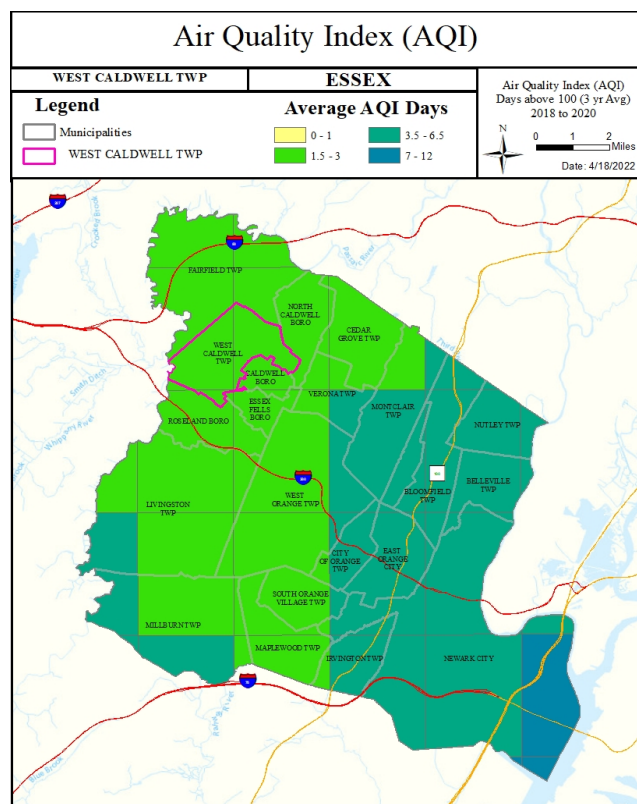 Air Quality Index (AQI)
WEST CALDWELL TWP
ESSEX
Legend
Municipalities
WEST CALDWELL TWP
Average AQI Days
0 - 1
1.5 - 3
3.5 - 6.5
7 - 12
Air Quality Index (AQI)
Days above 100 (3 yr Avg)
2018 to 2020
N
0 1 2
Miles
Date: 4/18/2022
FAIRFIELD TWP
NORTH
CALDWELL
BORO
CEDAR
GROVE TWP
WEST
CALDWELL
TWP
CALDWELL
BORO
VERONA TWP
ESSEX
FELLS
BORO
ROSELAND BORO
MONTCLAIR
TWP
NUTLEY TWP
BELLEVILLE
TWP
BLOOMFIELD
TWP
WEST
ORANGE TWP
LIVINGSTON
TWP
CITY
OF ORANGE
TWP
EAST
ORANGE
CITY
SOUTH ORANGE
VILLAGE TWP
MILLBURN TWP
MAPLEWOOD TWP
IRVINGTON TWP
NEWARK CITY
Crooked Brook
Whippany River